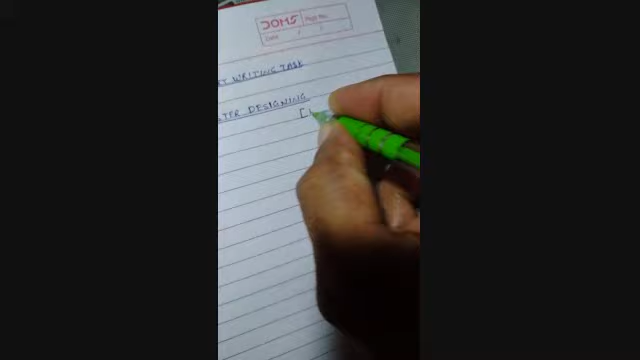 DOMS Page No.
Date / /
WRITING TASK
DESIGNING